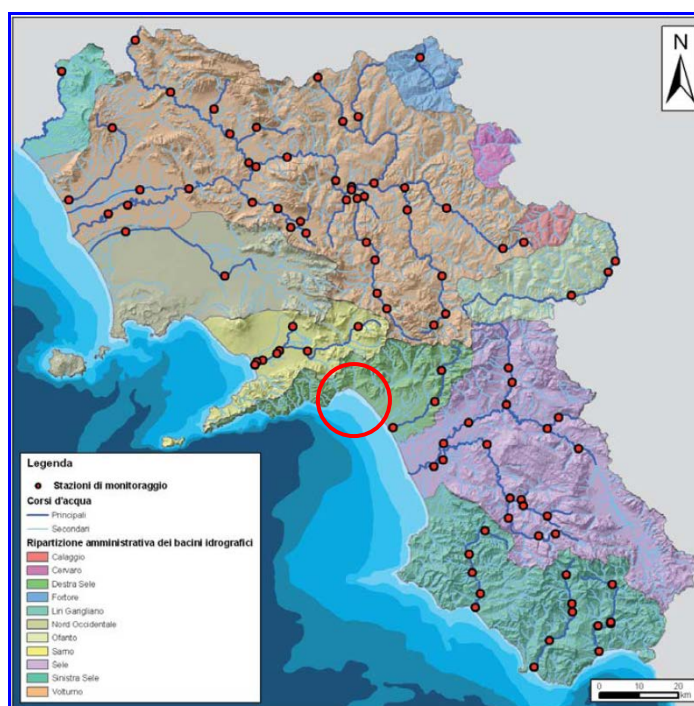 N
Legenda
Stazioni di monitoraggio
Corsi d'acqua
Principali
Secondari
Ripartizione amministrativa dei bacini idrografici
Calaggio
Cervaro
Destra Sele
Fortore
Liri Garigliano
Nord Occidentale
Ofanto
Sarno
Sele
Sinistra Sele
Volturno
0 10 20
km